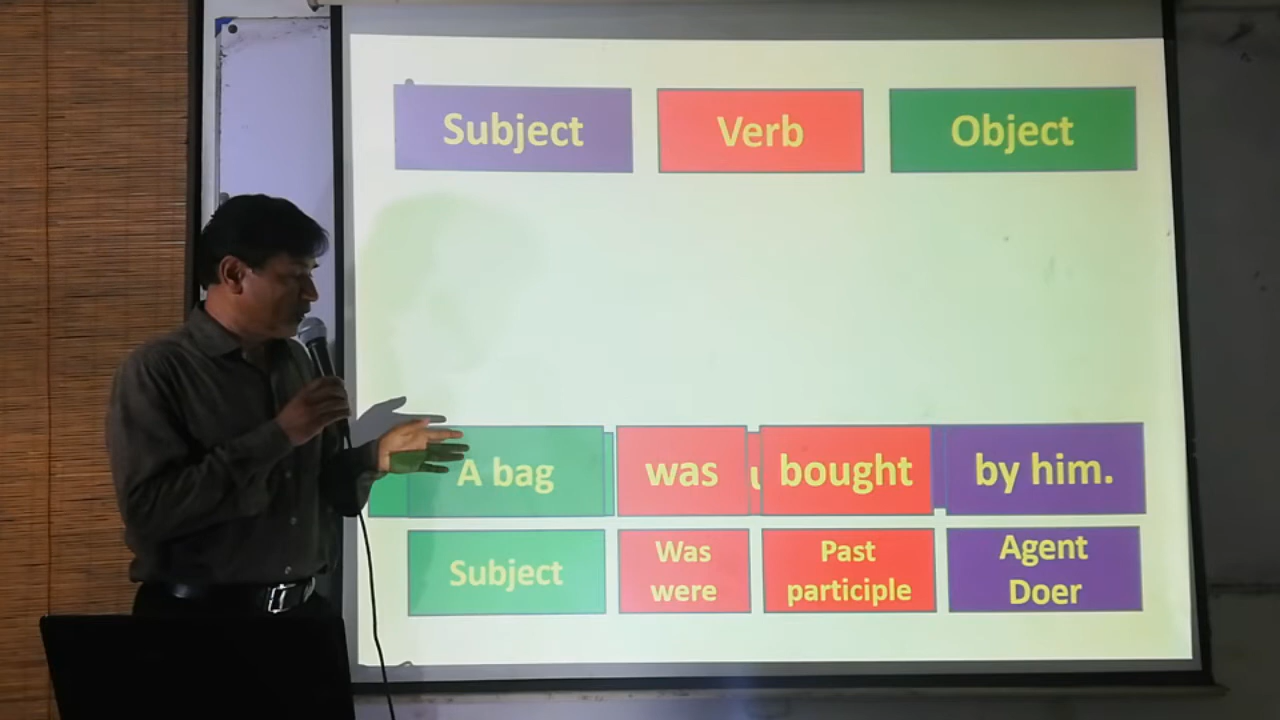 Subject Verb Object
A bag was bought by him.
Subject Was were Past participle Agent Doer